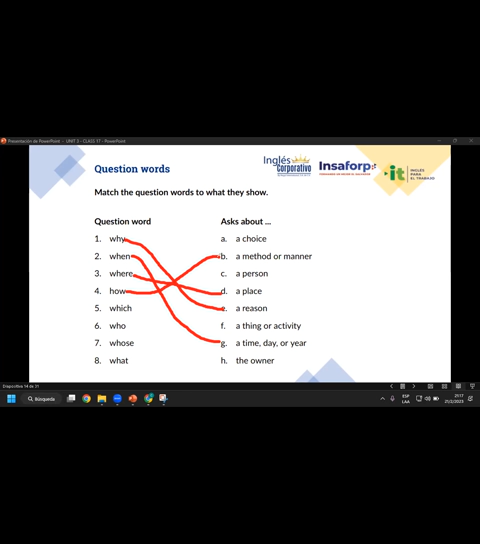 Presentación de PowerPoint - UNIT 3 - CLASE 17 - PowerPoint
Question words
Inglés
Corporativo
Insaforp
it
INGLÉS
PARA
EL TRABAJO
Match the question words to what they show.
Question word Asks about ...
1. why a. a choice
2. when b. a method or manner
3. where c. a person
4. how d. a place
5. which e. a reason
6. who f. a thing or activity
7. whose g. a time, day, or year
8. what h. the owner
Diapositiva 14 de 31
Búsqueda
ESP
LAA
21:17
21/2/2023